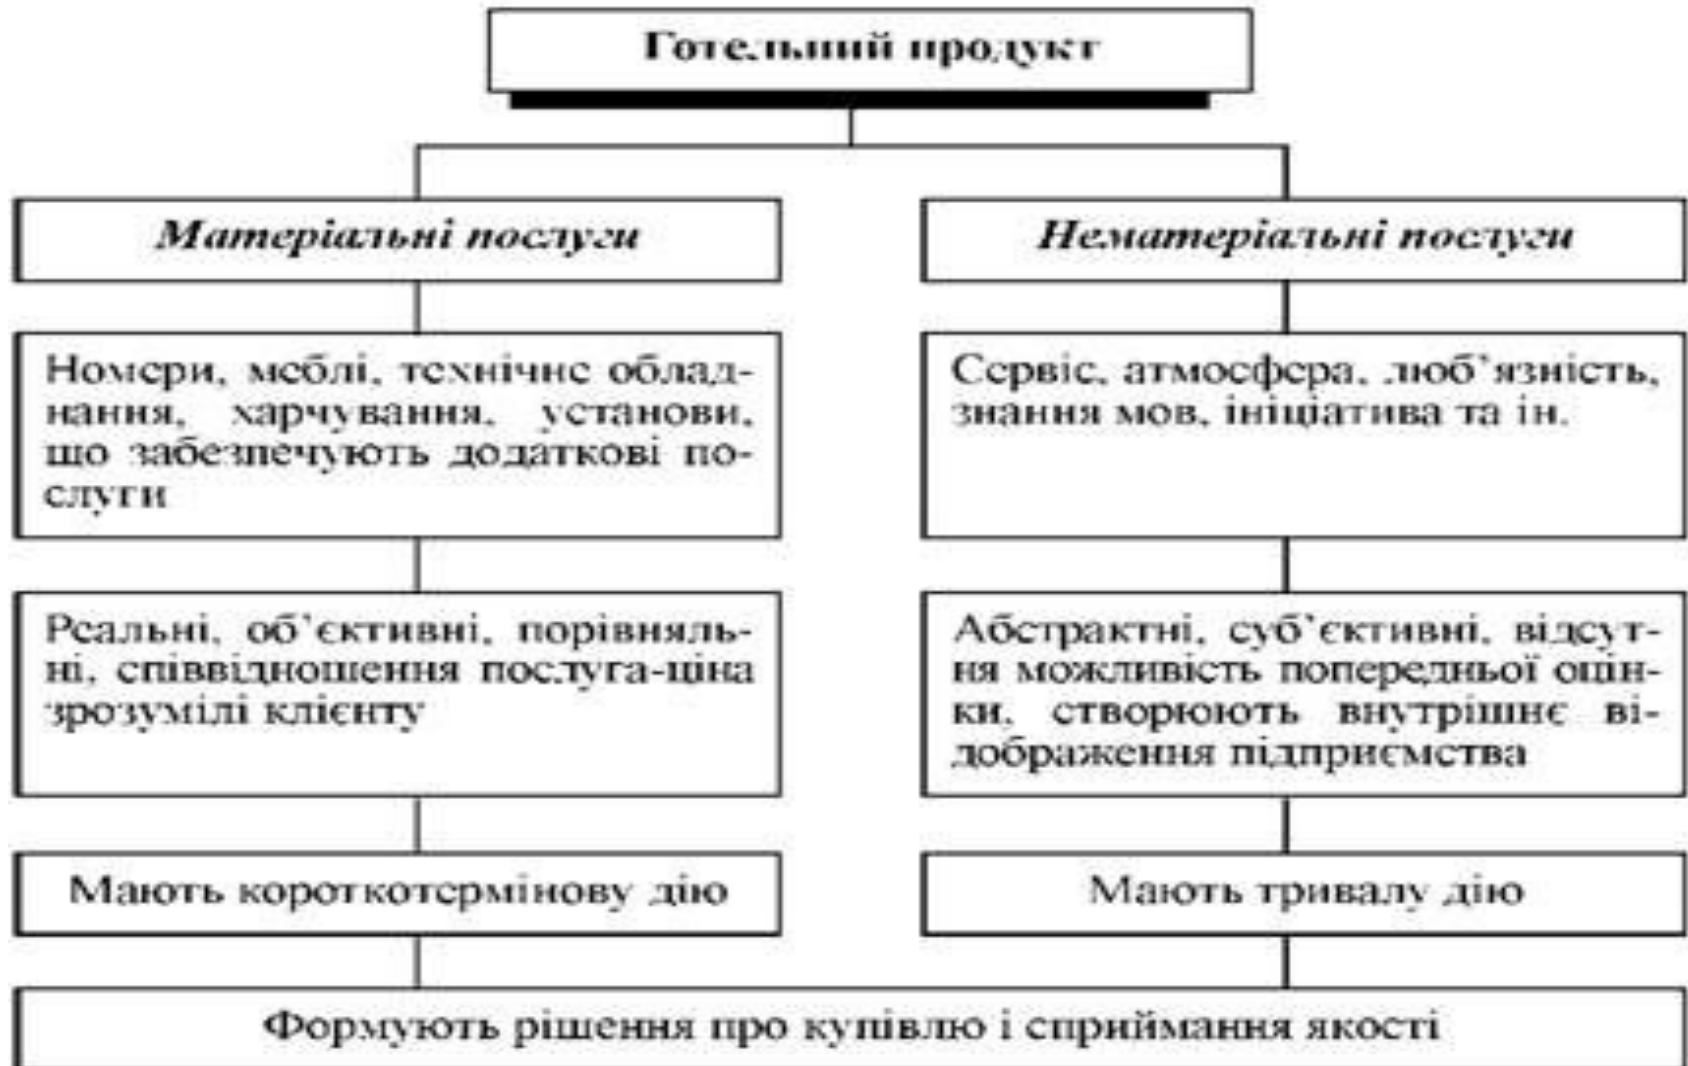 Готельний продукт
Матеріальні послуги
Номери, меблі, технічне облад-
нання, харчування, установи,
що забезпечують додаткові по-
слуги
Реальні, об’єктивні, порівняль-
ні, співвідношення послуга-ціна
зрозумілі клієнту
Мають короткотермінову дію
Нематеріальні послуги
Сервіс, атмосфера, люб’язність,
знання мов, ініціатива та ін.
Абстрактні, суб’єктивні, відсут-
ня можливість попередньої оцін-
ки, створюють внутрішнє ві-
дображення підприємства
Мають тривалу дію
Формують рішення про купівлю і сприймання якості